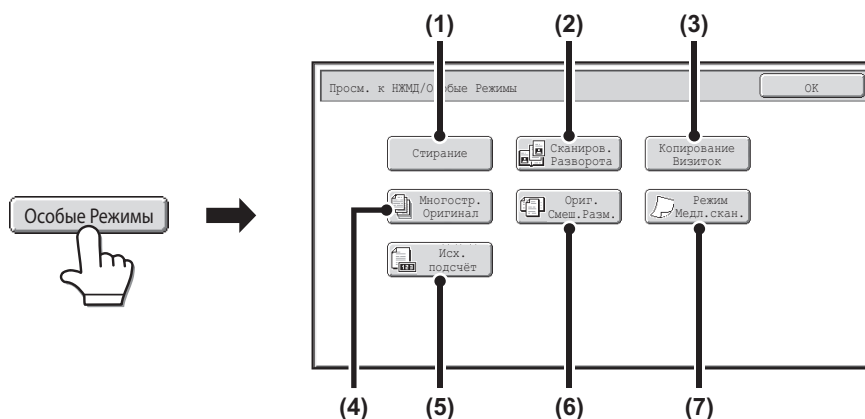 (1) (2) (3)
Просм. к НЖМД/Особые Режимы
OK
Стирание
Сканиров.
Разворота
Копирование
Визиток
Особые Режимы
Многостр.
Оригинал
Ориг.
Смеш.Разм.
Режим
Медл.скан.
Исх.
подсчёт
(4) (5) (6) (7)